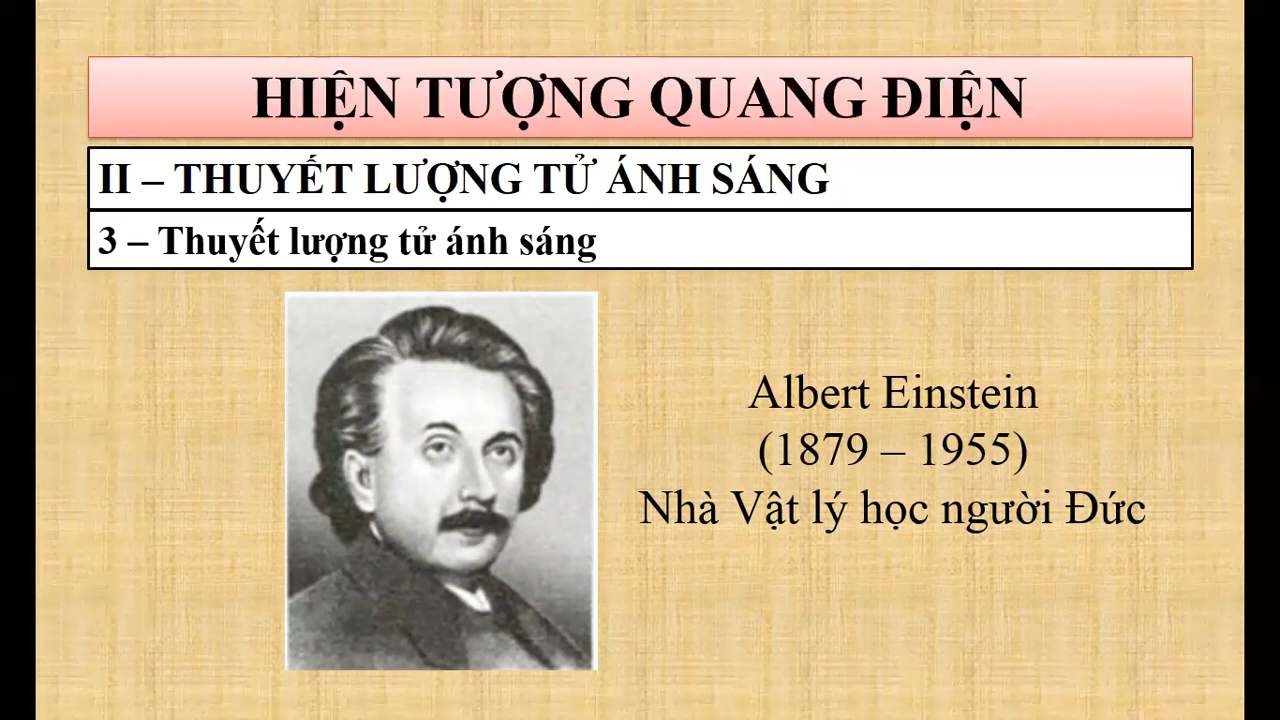 HIỆN TƯỢNG QUANG ĐIỆN
II – THUYẾT LƯỢNG TỬ ÁNH SÁNG
3 – Thuyết lượng tử ánh sáng
Albert Einstein
(1879 – 1955)
Nhà Vật lý học người Đức